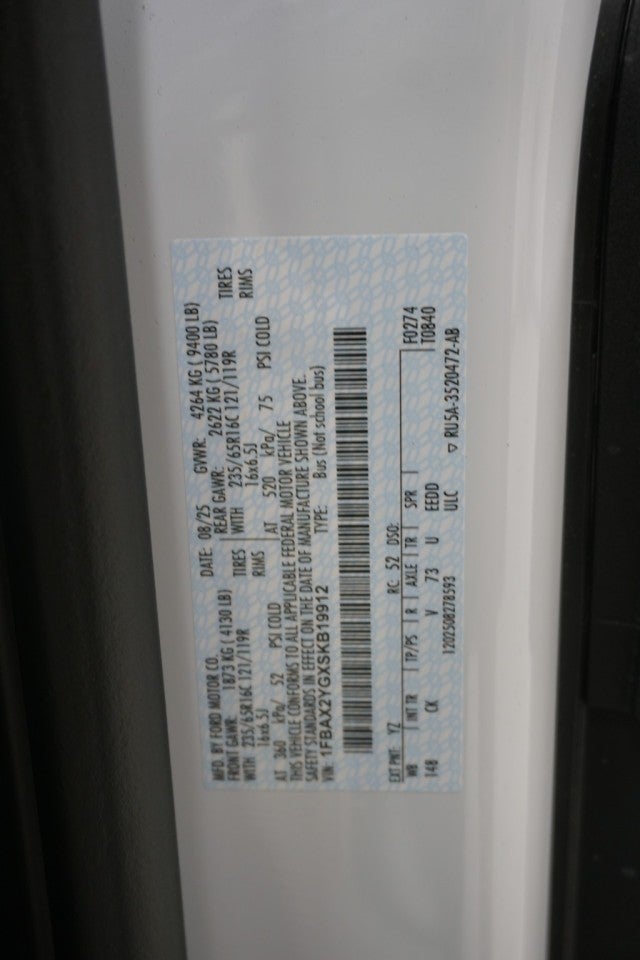 MFD. BY FORD MOTOR CO.
DATE: 08/25 GVWR: 4264 KG ( 9400 LB)
FRONT GAWR: 1873 KG ( 4130 LB) REAR GAWR: 2622 KG ( 5780 LB)
WITH 235/65R16C 121/119R TIRES WITH 235/65R16C 121/119R TIRES
16x6.5J RIMS 16x6.5J RIMS
AT 360 kPa/ 52 PSI COLD AT 520 kPa/ 75 PSI COLD
THIS VEHICLE CONFORMS TO ALL APPLICABLE FEDERAL MOTOR VEHICLE
SAFETY STANDARDS IN EFFECT ON THE DATE OF MANUFACTURE SHOWN ABOVE.
VIN: 1FBAX2YGXSKB19912 TYPE: Bus (Not school bus)
EXT PNT: YZ RC: 52 DSO: F0274
WB INT TR TP/PS R AXLE TR SPR T0840
148 CK V 73 U EEDD
12020250827B593 ULC ▽ RU5A-3520472-AB